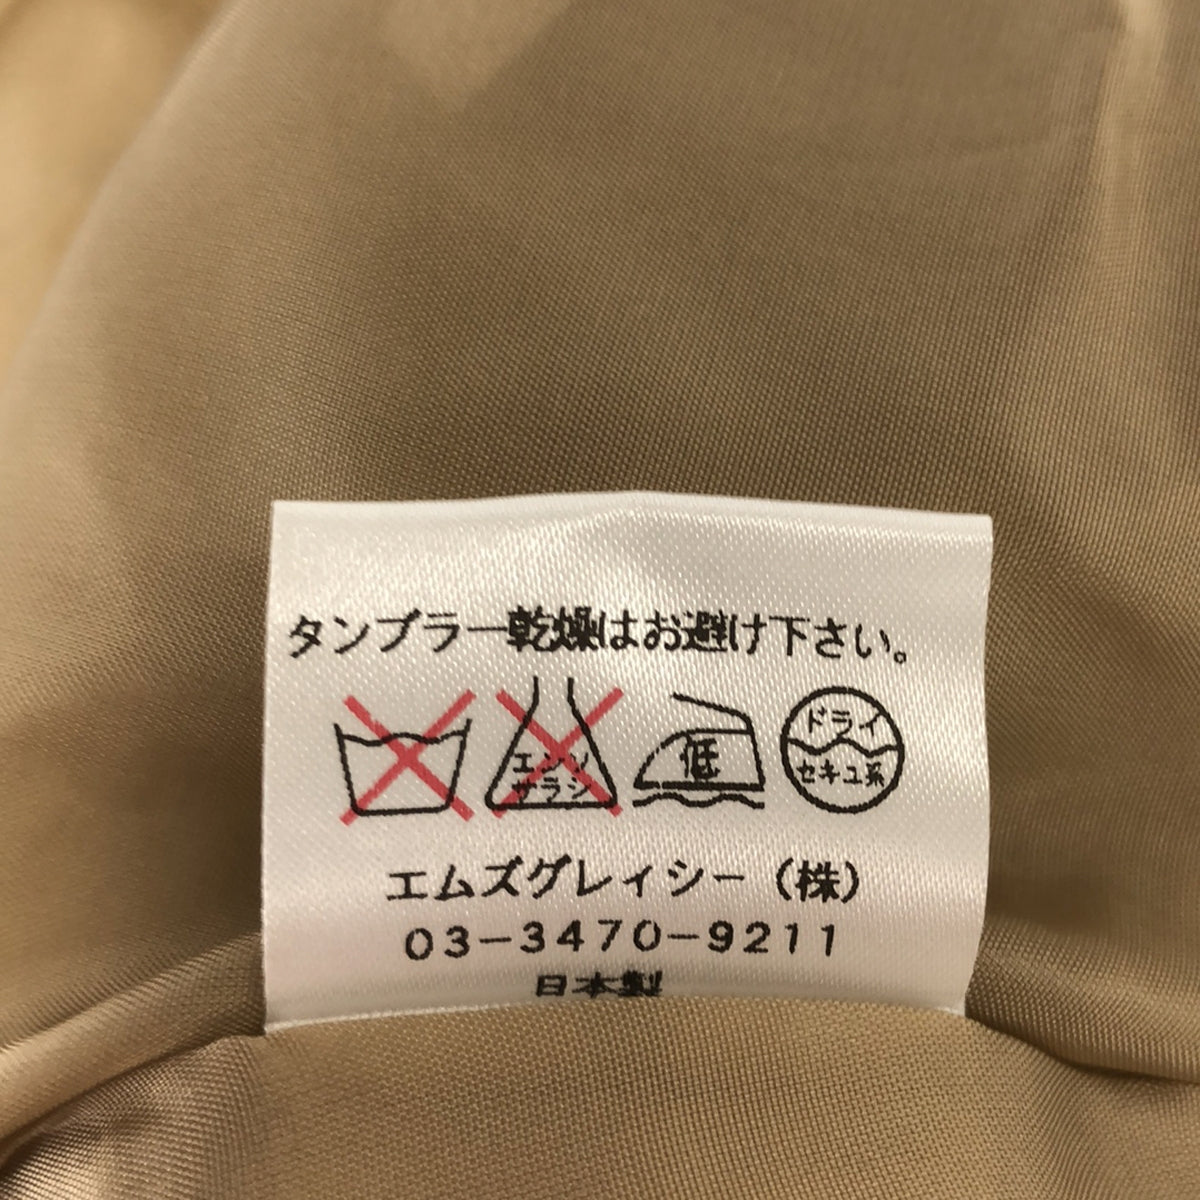 タンブラー乾燥はお避け下さい。
エンソ
サラシ
低
ドライ
セキユ系
エムズグレィシー（株）
03-3470-9211
日本製